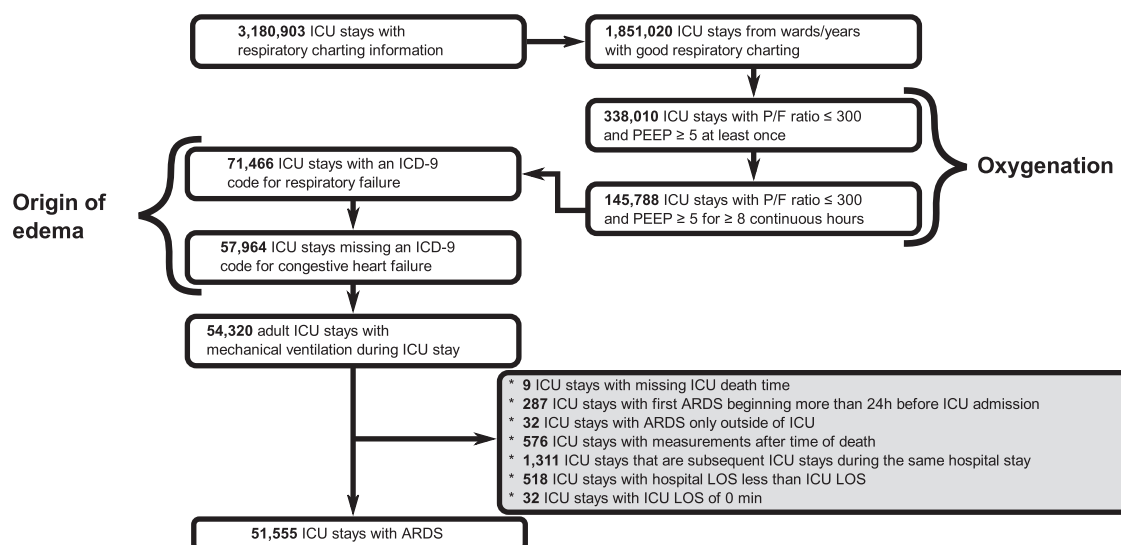 3,180,903 ICU stays with
respiratory charting information
1,851,020 ICU stays from wards/years
with good respiratory charting
338,010 ICU stays with P/F ratio ≤ 300
and PEEP ≥ 5 at least once
Oxygenation
145,788 ICU stays with P/F ratio ≤ 300
and PEEP ≥ 5 for ≥ 8 continuous hours
71,466 ICU stays with an ICD-9
code for respiratory failure
Origin of
edema
57,964 ICU stays missing an ICD-9
code for congestive heart failure
54,320 adult ICU stays with
mechanical ventilation during ICU stay
* 9 ICU stays with missing ICU death time
* 287 ICU stays with first ARDS beginning more than 24h before ICU admission
* 32 ICU stays with ARDS only outside of ICU
* 576 ICU stays with measurements after time of death
* 1,311 ICU stays that are subsequent ICU stays during the same hospital stay
* 518 ICU stays with hospital LOS less than ICU LOS
* 32 ICU stays with ICU LOS of 0 min
51,555 ICU stays with ARDS